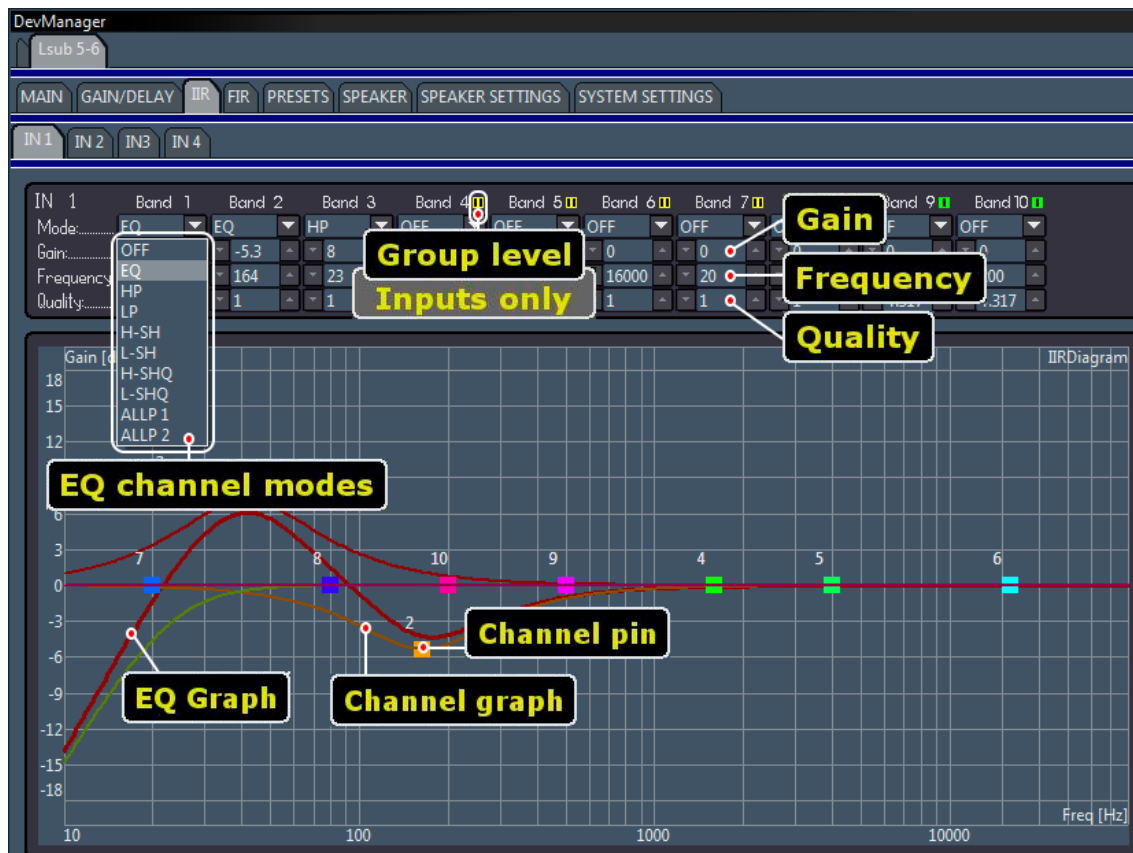 DevManager
Lsub 5-6
MAIN GAIN/DELAY IIR FIR PRESETS SPEAKER SPEAKER SETTINGS SYSTEM SETTINGS
IN 1 IN 2 IN3 IN 4
IN 1 Band 1 Band 2 Band 3 Band 4 Band 5 Band 6 Band 7 Band 9 Band 10
Mode: EQ EQ HP OFF OFF OFF OFF OFF
Gain: -5.3 8 0 0 0 0
Frequency 164 23 16000 20
Quality: 1 1 1 1
OFF
EQ
HP
LP
H-SH
L-SH
H-SHQ
L-SHQ
ALLP 1
ALLP 2
Group level
Inputs only
Gain
Frequency
Quality
EQ channel modes
IIRDiagram
Gain
18
15
12
6
3
0
-3
-6
-9
-12
-15
-18
7 8 10 9 4 5 6
2
Channel pin
EQ Graph
Channel graph
Freq [Hz]
10 100 1000 10000